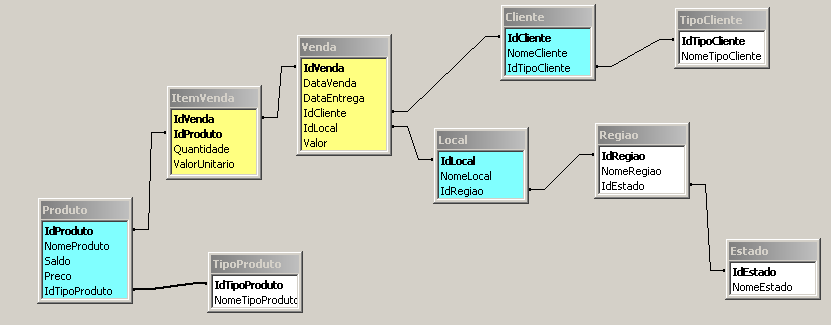 Cliente
IdCliente
NomeCliente
IdTipoCliente
TipoCliente
IdTipoCliente
NomeTipoCliente
Venda
IdVenda
DataVenda
DataEntrega
IdCliente
IdLocal
Valor
ItemVenda
IdVenda
IdProduto
Quantidade
ValorUnitario
Local
IdLocal
NomeLocal
IdRegiao
Regiao
IdRegiao
NomeRegiao
IdEstado
Produto
IdProduto
NomeProduto
Saldo
Preco
IdTipoProduto
TipoProduto
IdTipoProduto
NomeTipoProduto
Estado
IdEstado
NomeEstado